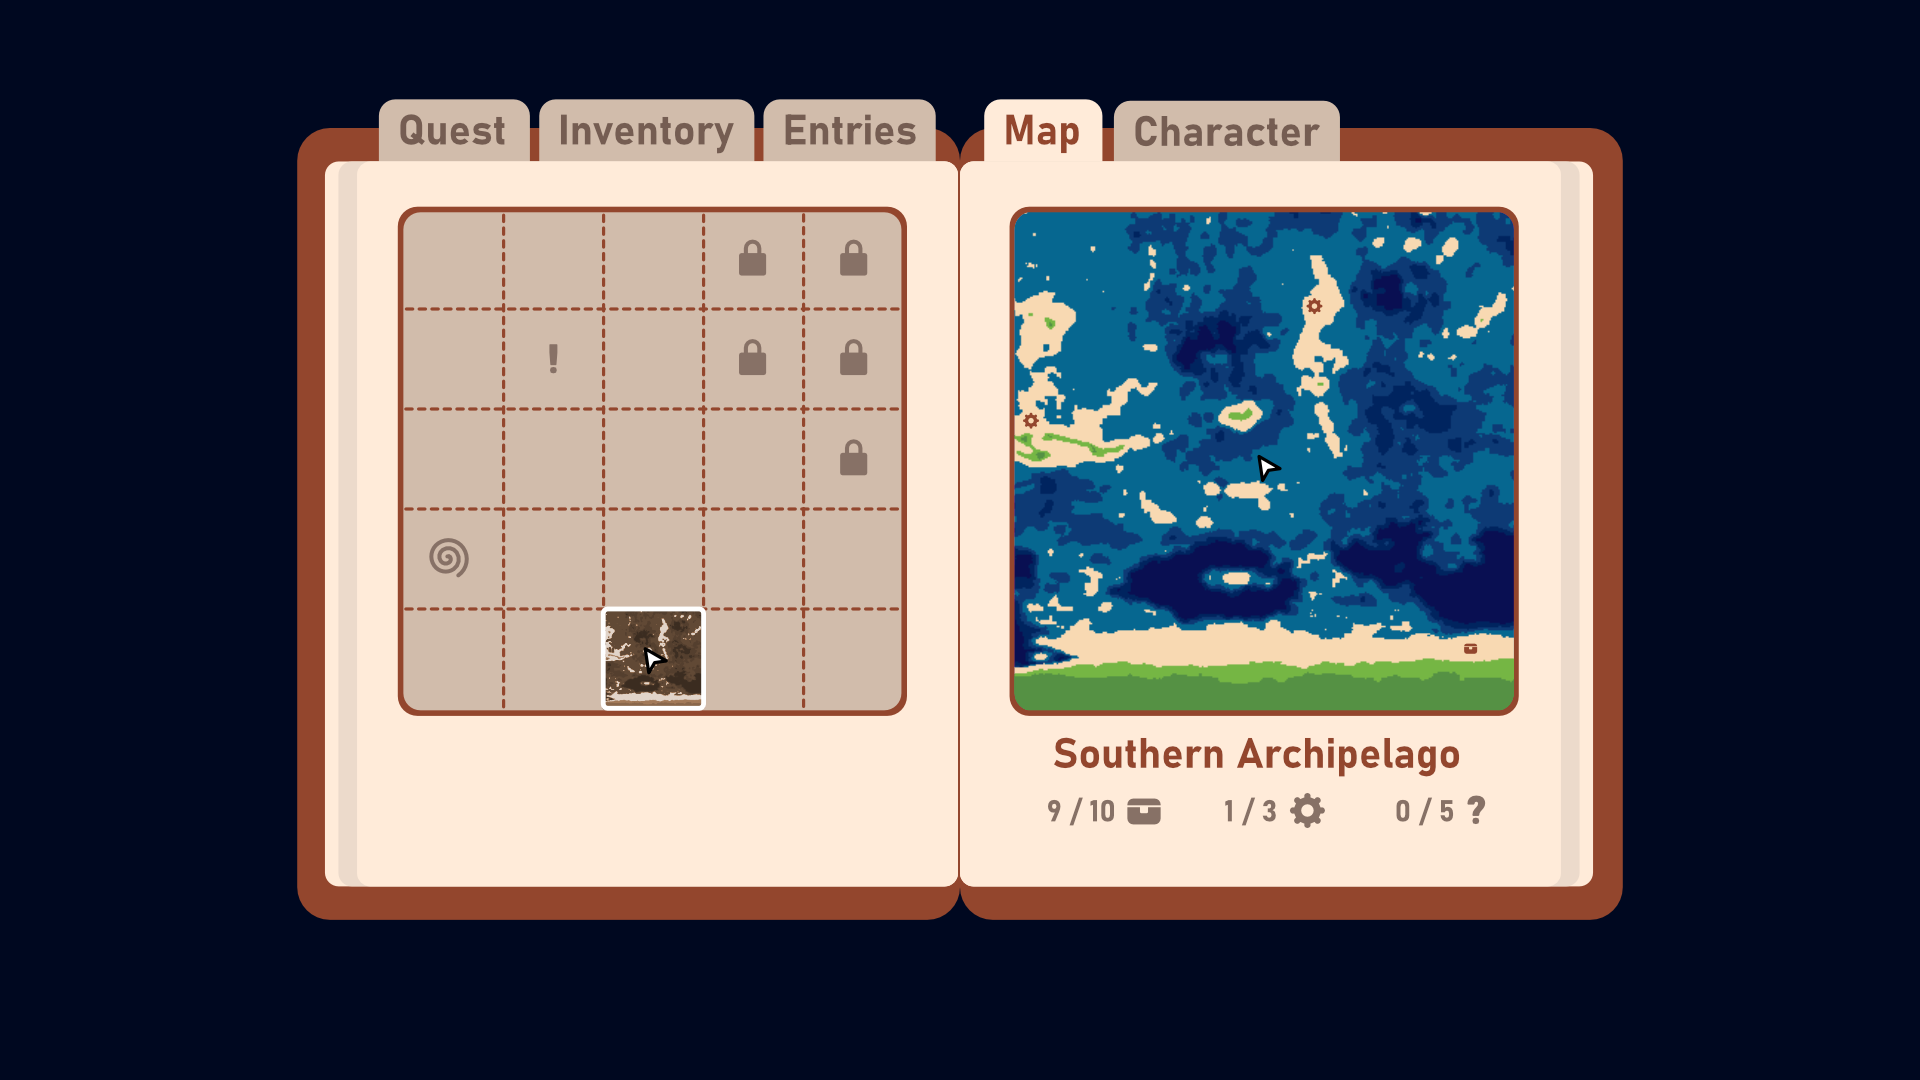 Quest
Inventory
Entries
Map
Character
!
Southern Archipelago
9 / 10
1 / 3
0 / 5 ?